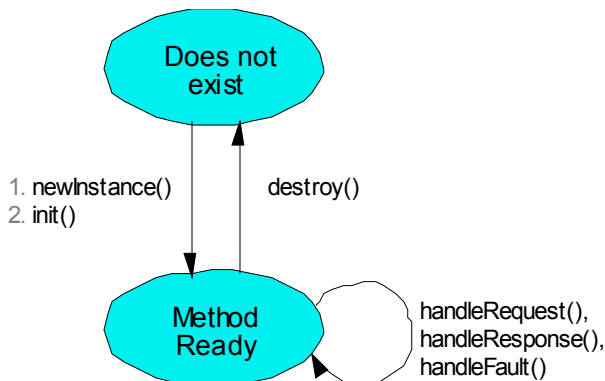 Does not
exist
1. newInstance()
2. init()
destroy()
Method
Ready
handleRequest(),
handleResponse(),
handleFault()